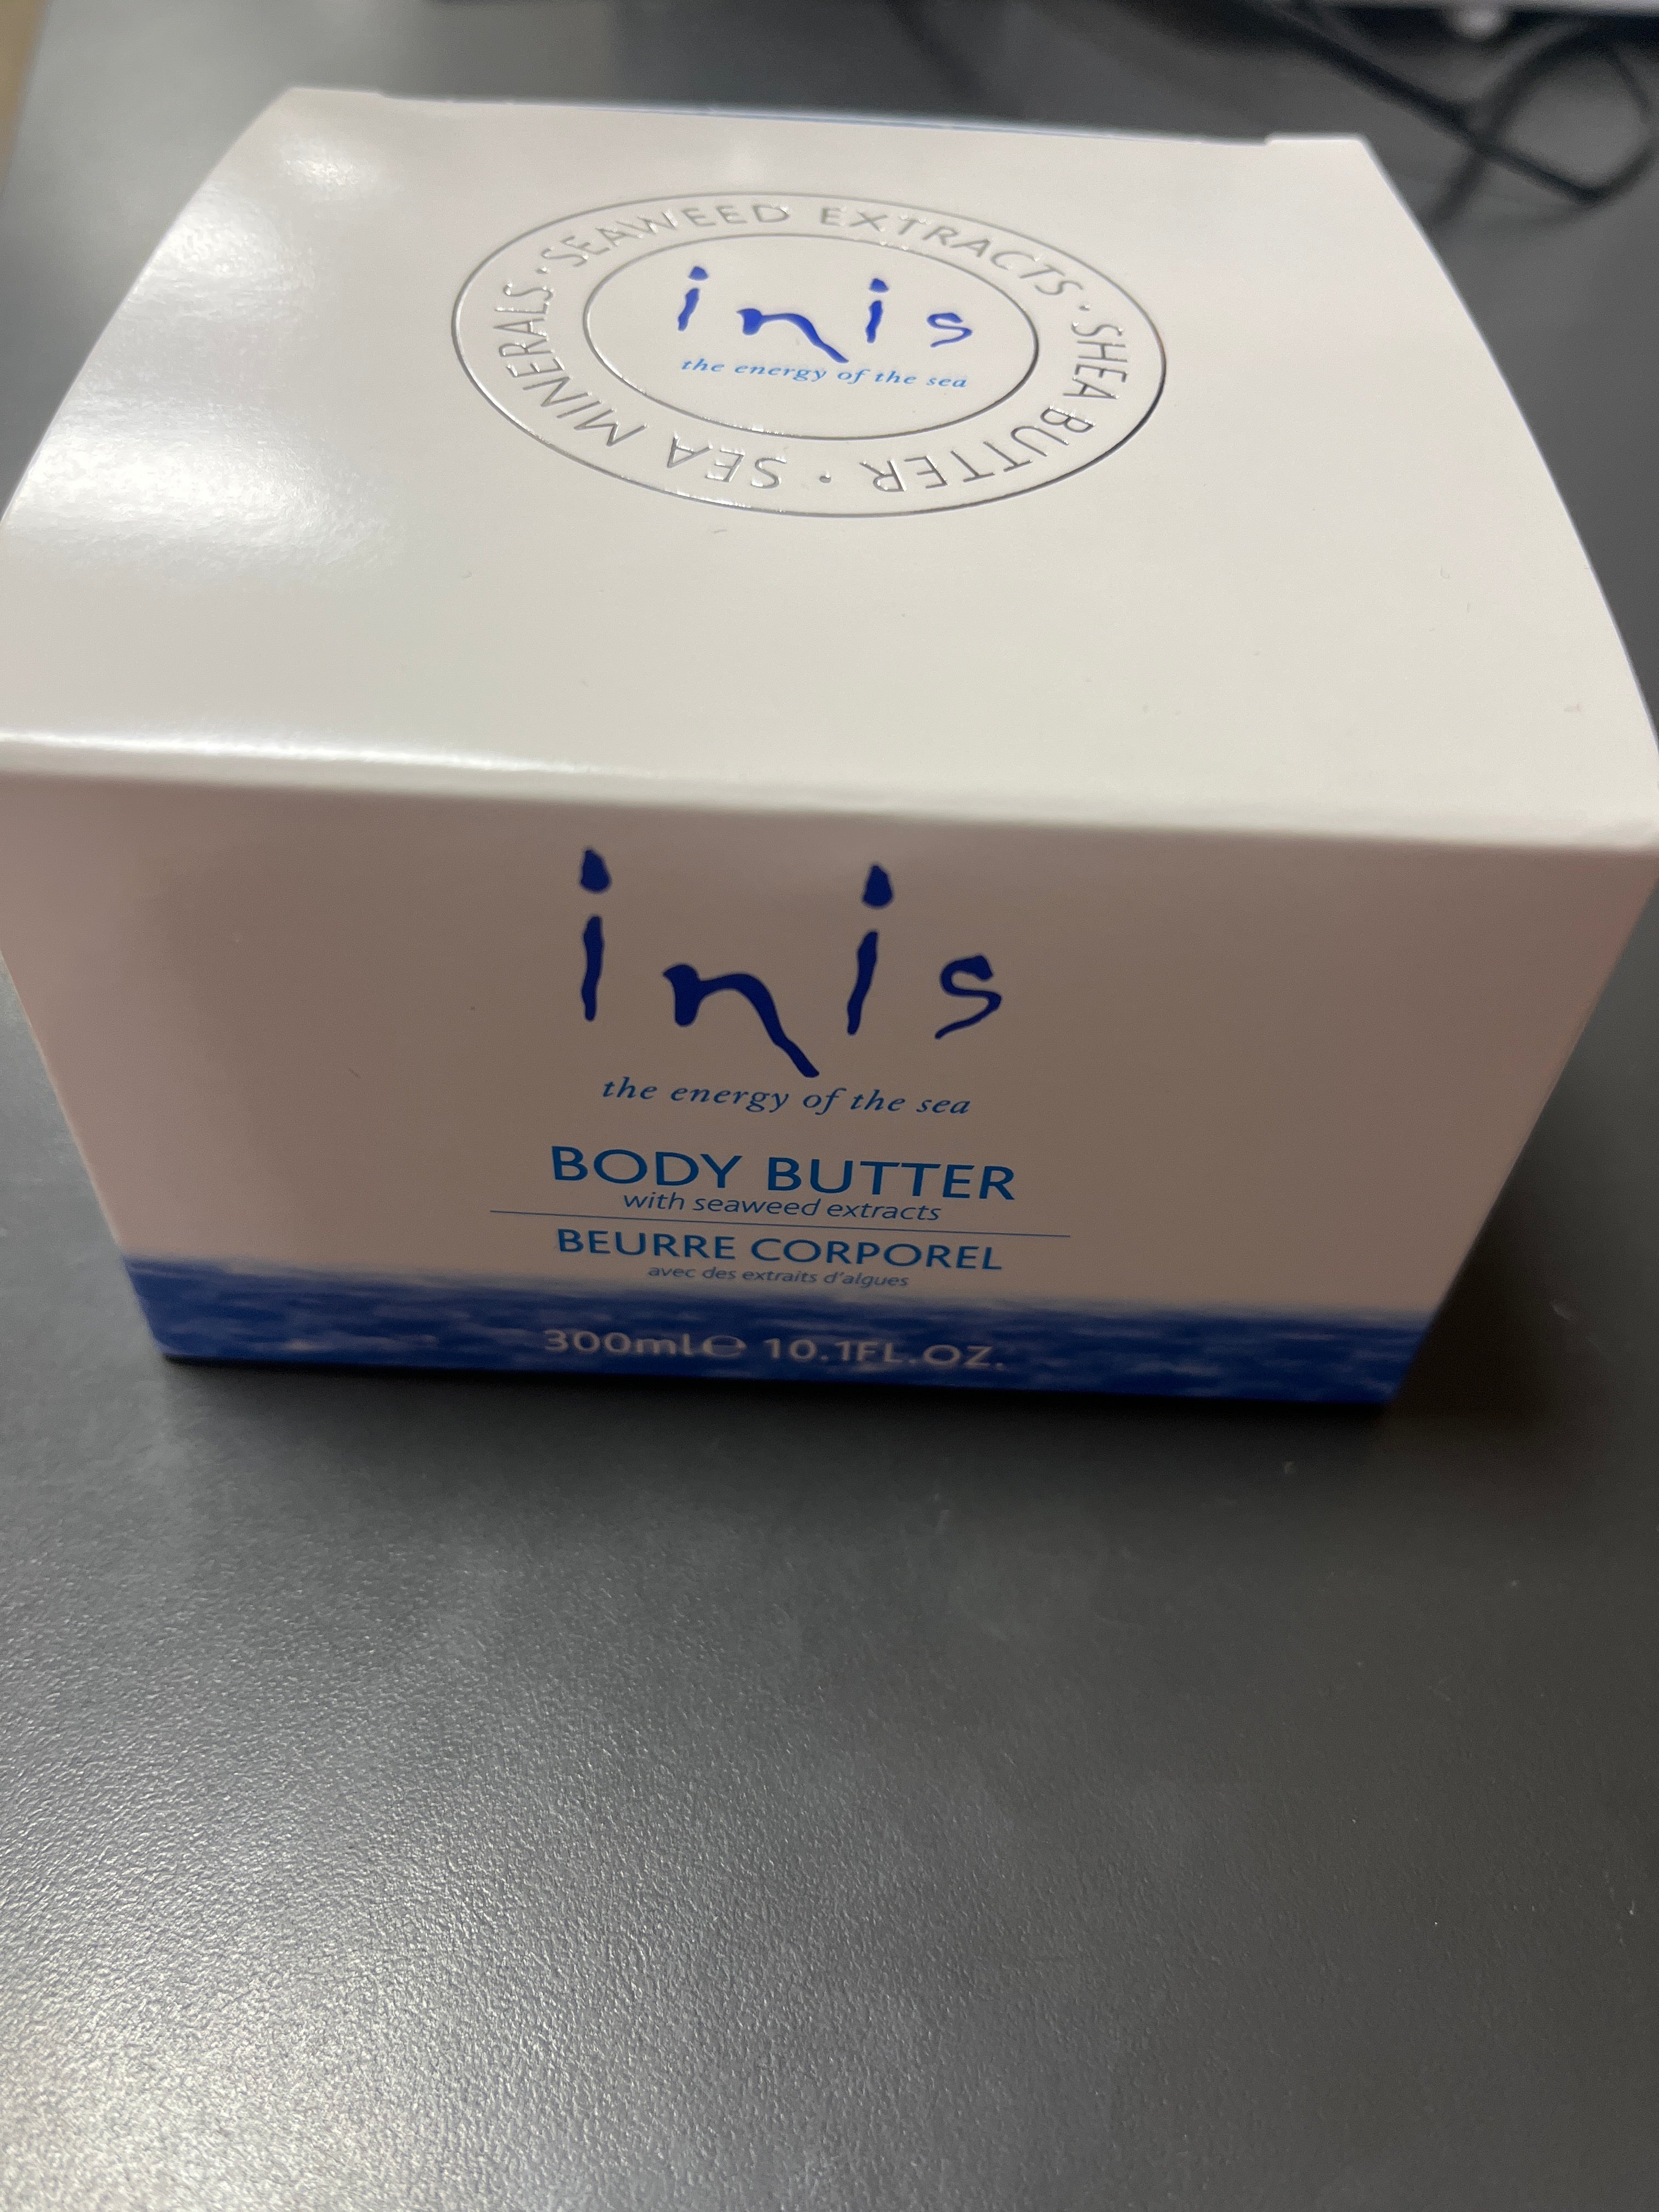 SEAWEED EXTRACTS · SHEA BUTTER · SEA MINERALS ·
inis
the energy of the sea
inis
the energy of the sea
BODY BUTTER
with seaweed extracts
BEURRE CORPOREL
avec des extraits d'algues
300ml℮ 10.1FL.OZ.